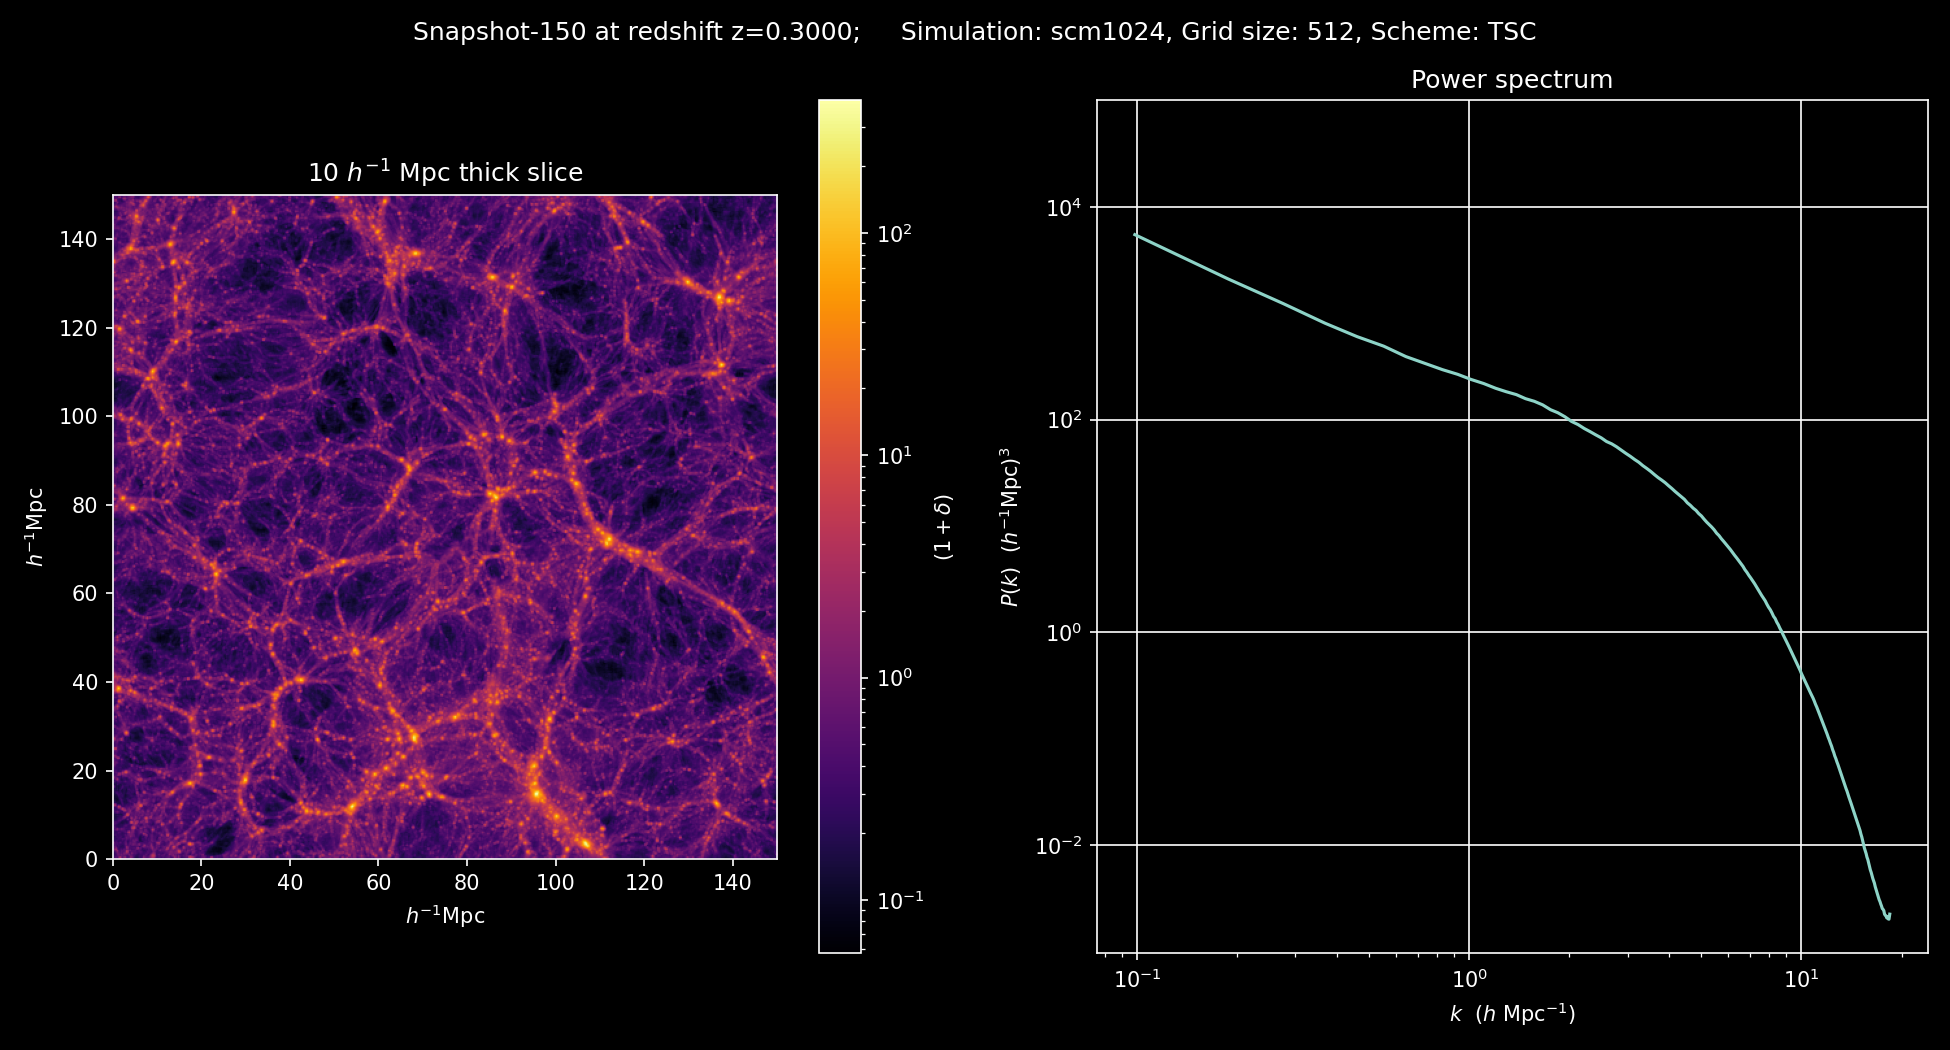 Snapshot-150 at redshift z=0.3000;     Simulation: scm1024, Grid size: 512, Scheme: TSC
10 h⁻¹ Mpc thick slice
h⁻¹Mpc
140
120
100
80
60
40
20
0
0 20 40 60 80 100 120 140
h⁻¹Mpc
10²
10¹
10⁰
10⁻¹
(1 + δ)
Power spectrum
P(k)  (h⁻¹Mpc)³
10⁴
10²
10⁰
10⁻²
10⁻¹ 10⁰ 10¹
k  (h Mpc⁻¹)